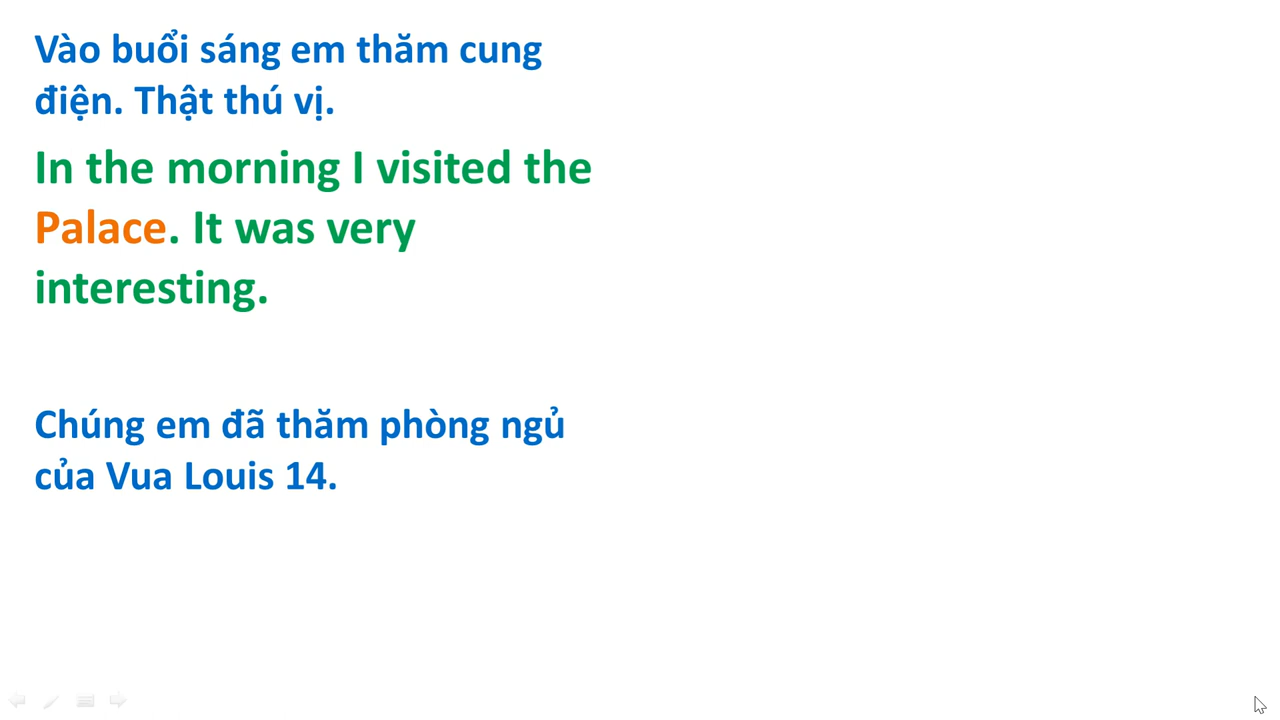 Vào buổi sáng em thăm cung
điện. Thật thú vị.
In the morning I visited the
Palace. It was very
interesting.
Chúng em đã thăm phòng ngủ
của Vua Louis 14.